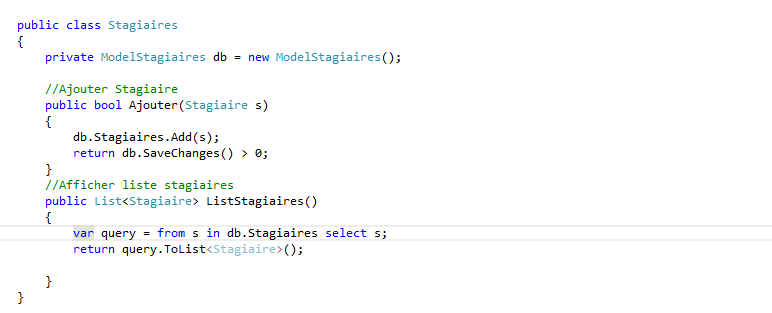 public class Stagiaires
{
private ModelStagiaires db = new ModelStagiaires();
//Ajouter Stagiaire
public bool Ajouter(Stagiaire s)
{
db.Stagiaires.Add(s);
return db.SaveChanges() > 0;
}
//Afficher liste stagiaires
public List<Stagiaire> ListStagiaires()
{
var query = from s in db.Stagiaires select s;
return query.ToList<Stagiaire>();
}
}